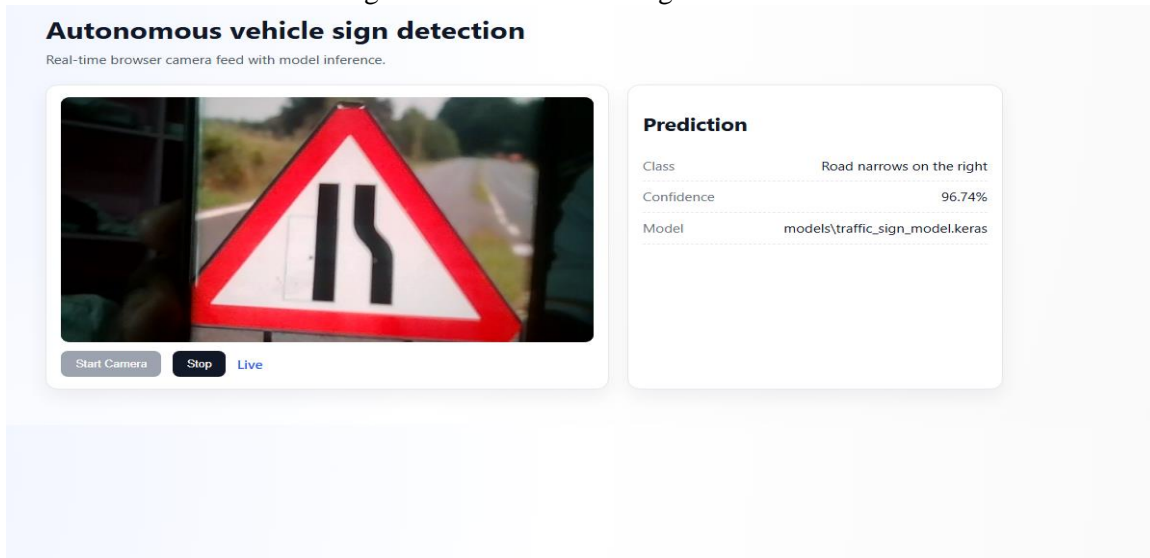 Autonomous vehicle sign detection
Real-time browser camera feed with model inference.
Prediction
Class Road narrows on the right
Confidence 96.74%
Model models\traffic_sign_model.keras
Start Camera Stop Live